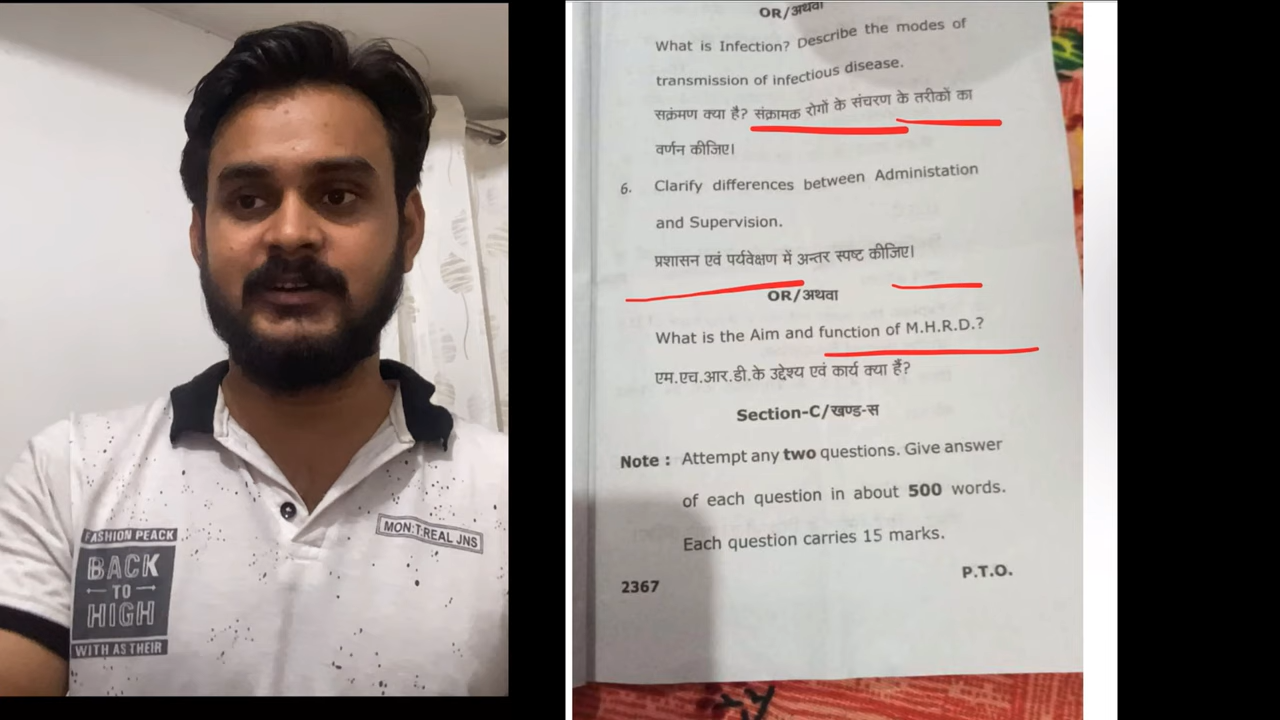 FASHION PEACK
BACK
TO
HIGH
WITH AS THEIR
MON:T:REAL JNS
OR/अथवा
What is Infection? Describe the modes of
transmission of infectious disease.
सक्रंमण क्या है? संक्रामक रोगों के संचरण के तरीकों का
वर्णन कीजिए।
6. Clarify differences between Administation
and Supervision.
प्रशासन एवं पर्यवेक्षण में अन्तर स्पष्ट कीजिए।
OR/अथवा
What is the Aim and function of M.H.R.D.?
एम.एच.आर.डी.के उद्देश्य एवं कार्य क्या हैं?
Section-C/खण्ड-स
Note : Attempt any two questions. Give answer
of each question in about 500 words.
Each question carries 15 marks.
2367
P.T.O.